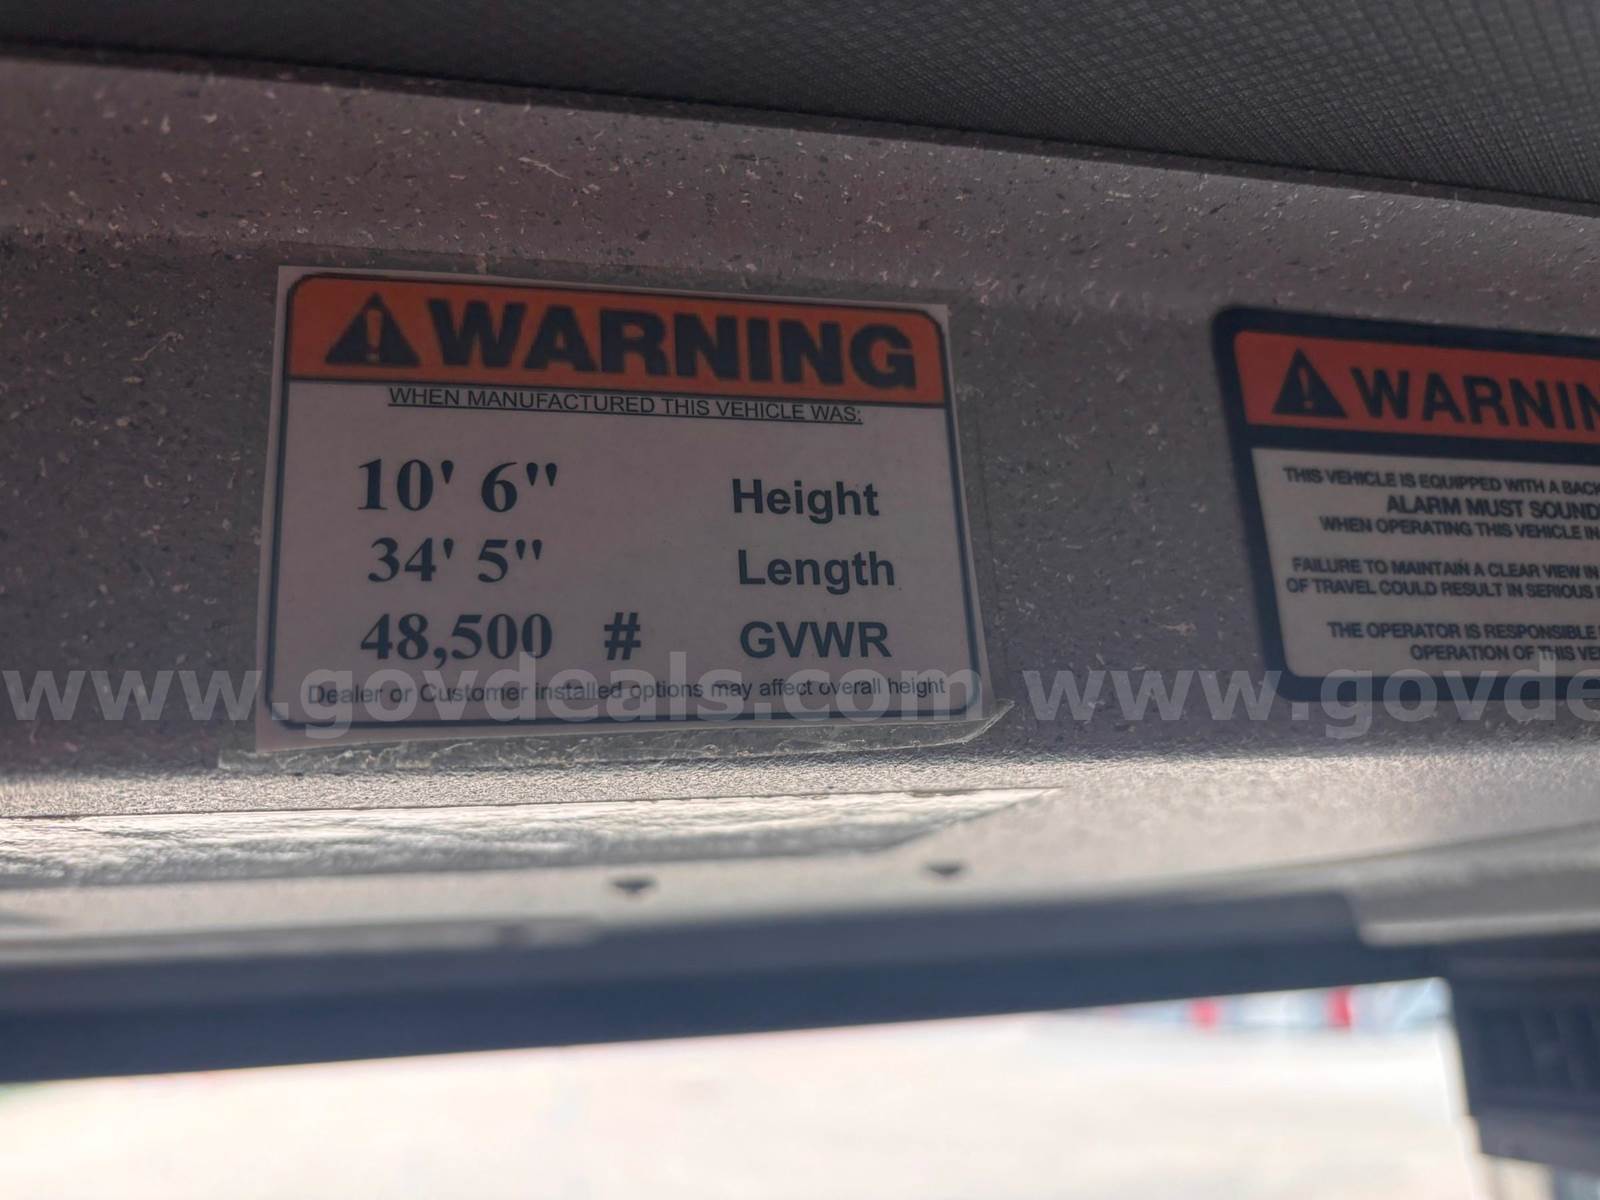 WARNING
WHEN MANUFACTURED THIS VEHICLE WAS:
10' 6" Height
34' 5" Length
48,500 # GVWR
Dealer or Customer installed options may affect overall height
WARNIN
THIS VEHICLE IS EQUIPPED WITH A BACK
ALARM MUST SOUND
WHEN OPERATING THIS VEHICLE IN
FAILURE TO MAINTAIN A CLEAR VIEW IN
OF TRAVEL COULD RESULT IN SERIOUS
THE OPERATOR IS RESPONSIBLE
OPERATION OF THIS VE
www.govdeals.com www.govde